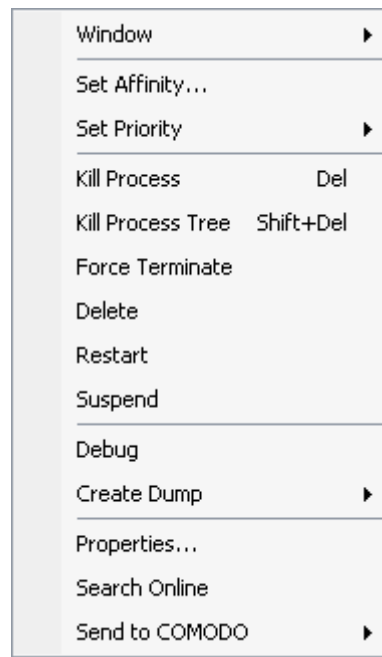 Window
Set Affinity...
Set Priority
Kill Process Del
Kill Process Tree Shift+Del
Force Terminate
Delete
Restart
Suspend
Debug
Create Dump
Properties...
Search Online
Send to COMODO